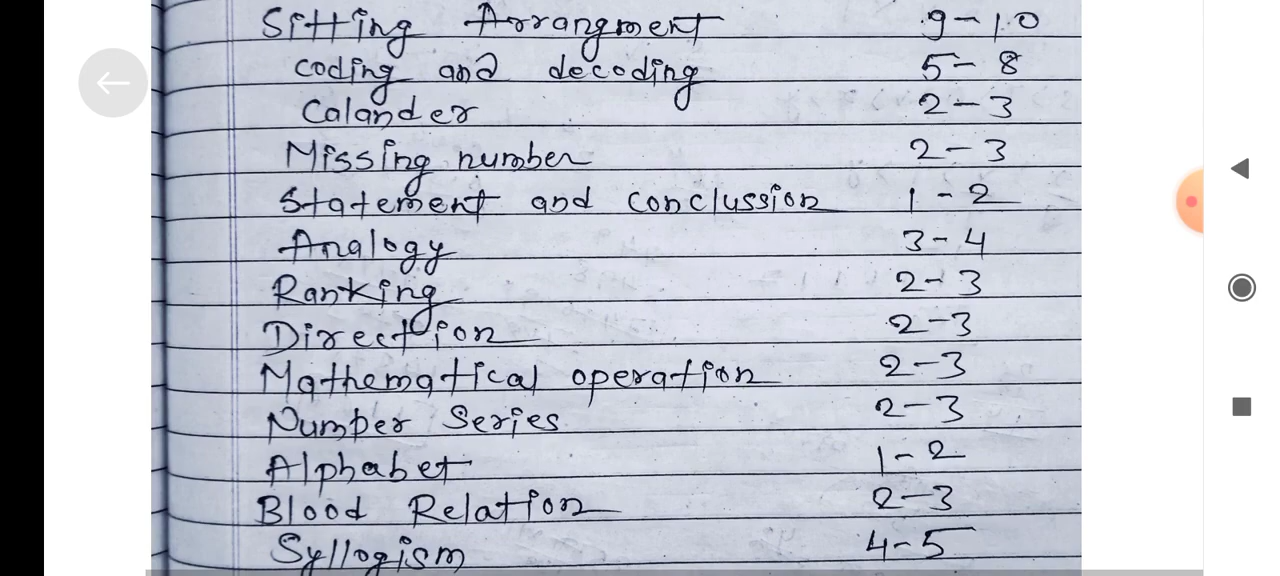 Sitting Arrangment 9-10
coding and decoding 5-8
Calander 2-3
Missing number 2-3
Statement and conclussion 1-2
Analogy 3-4
Ranking 2-3
Direction 2-3
Mathematical operation 2-3
Number Series 2-3
Alphabet 1-2
Blood Relation 2-3
Syllogism 4-5